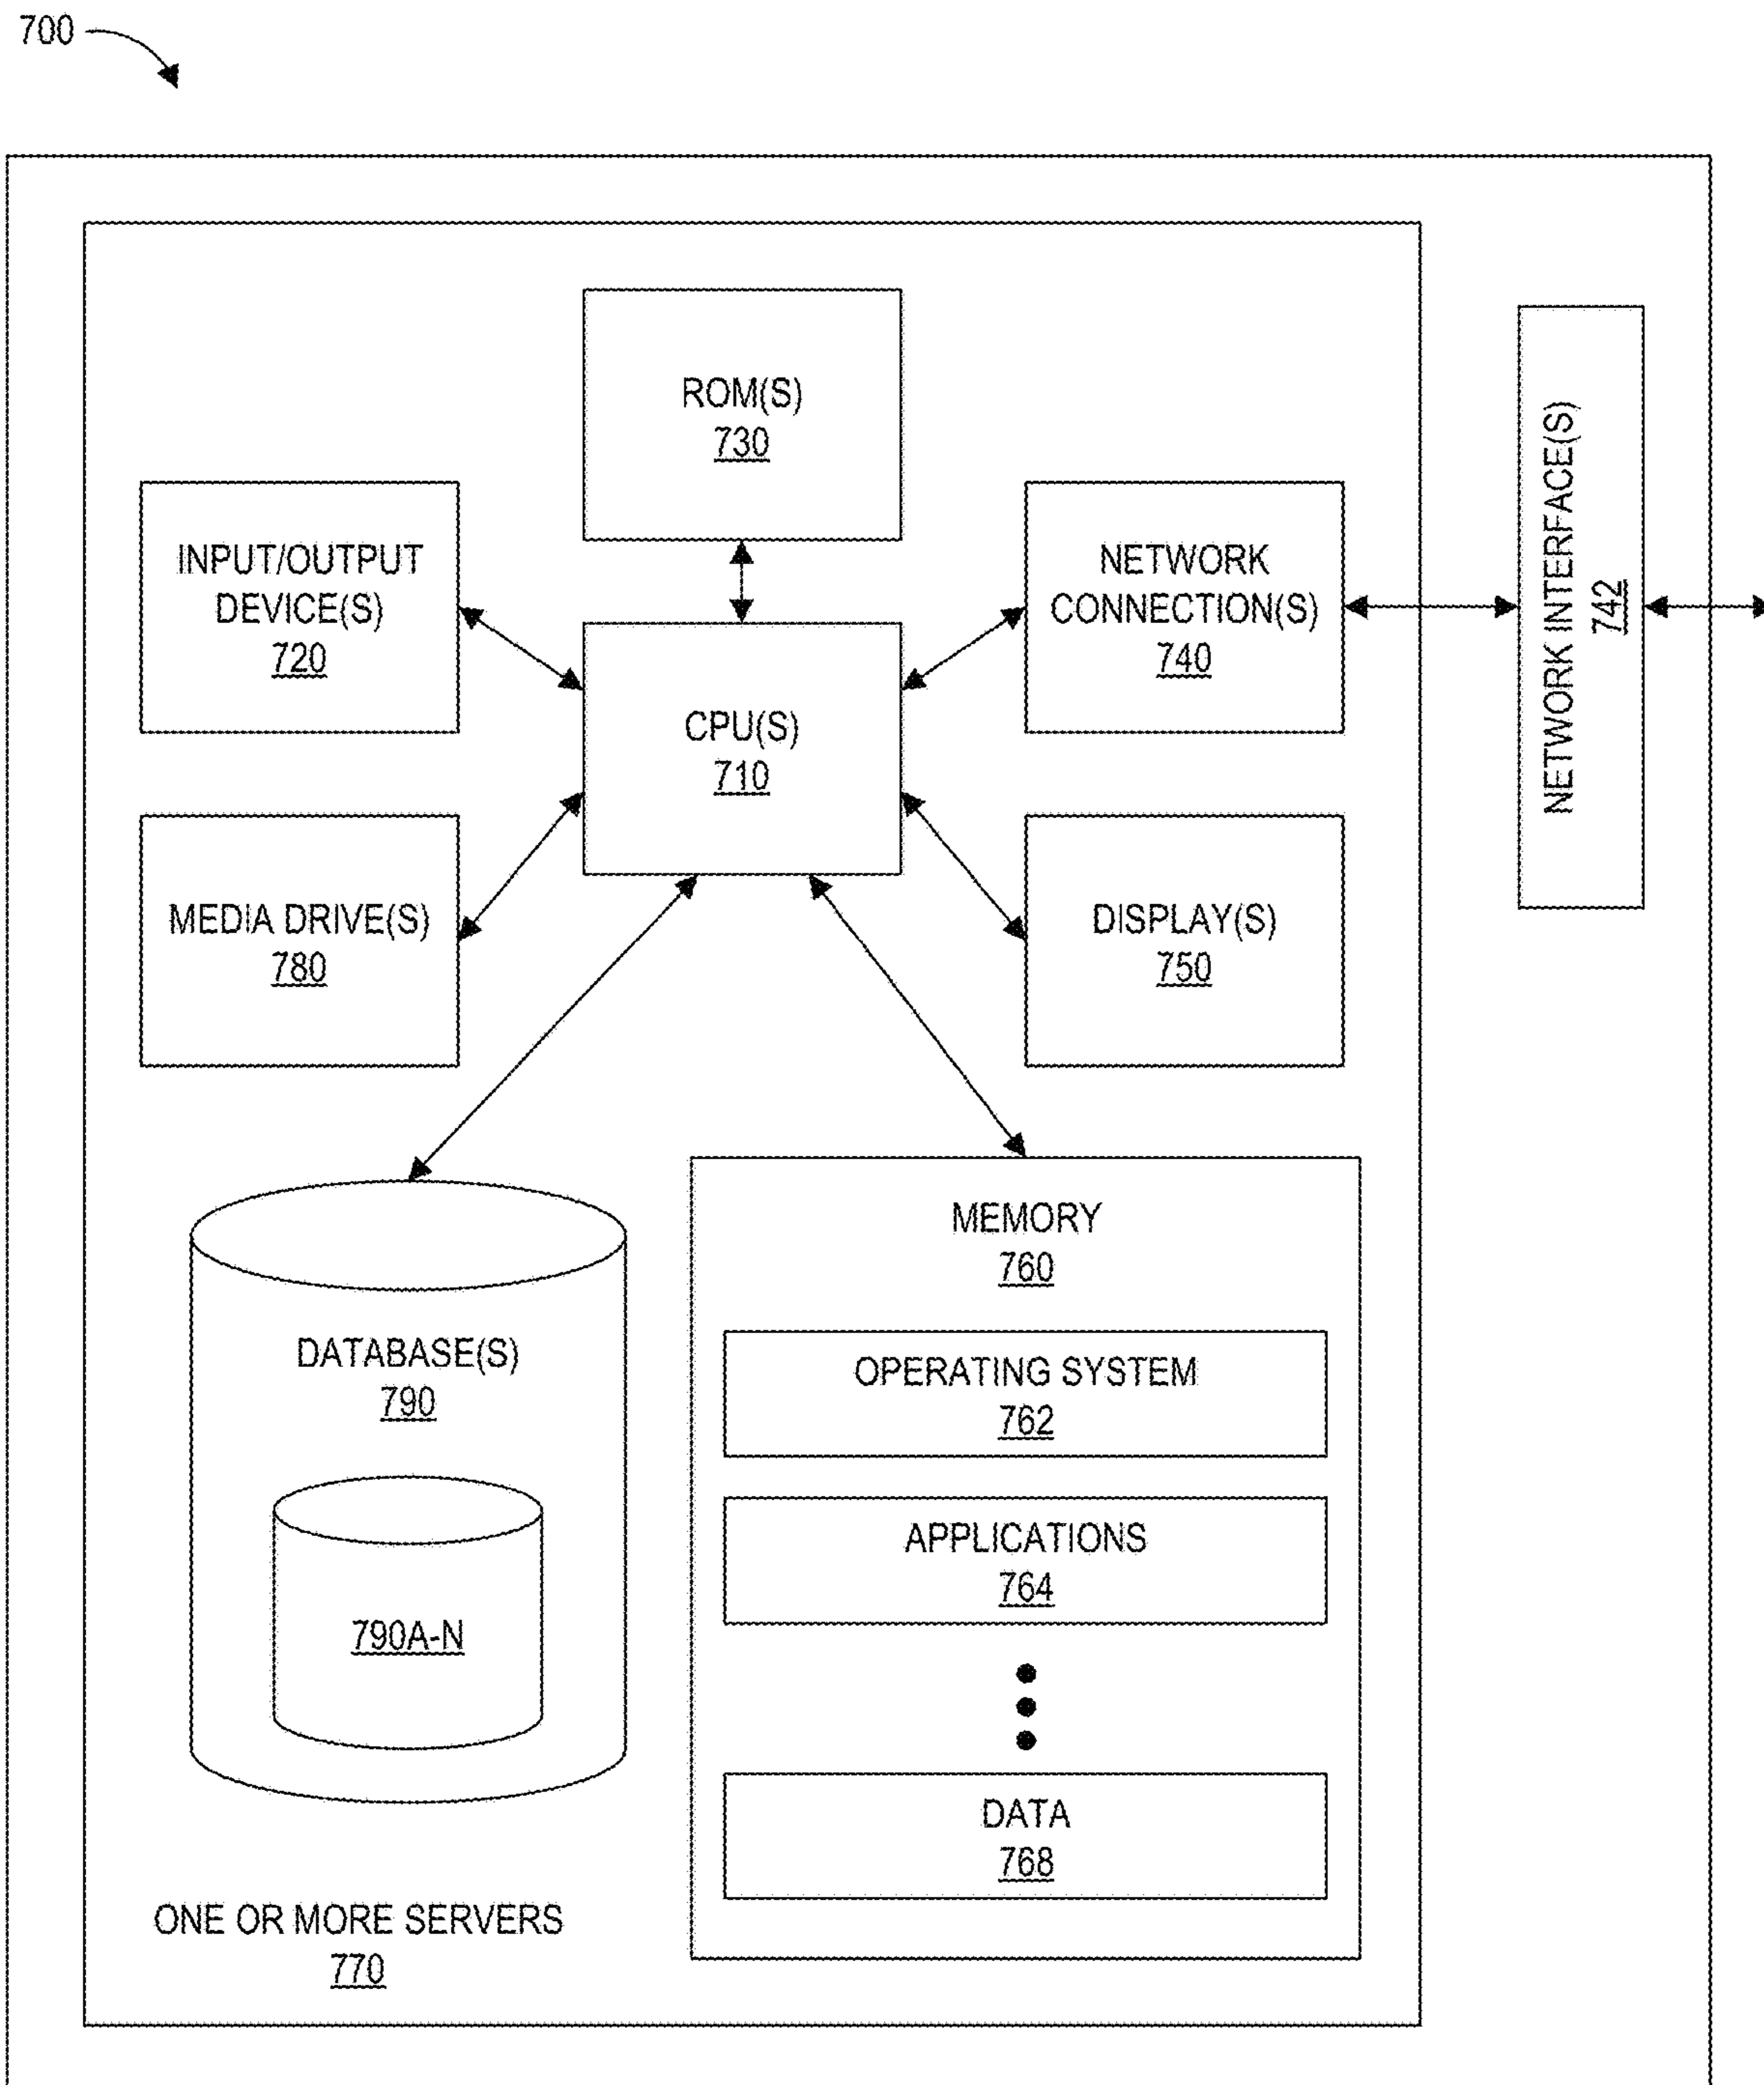 700
ROM(S)
730
INPUT/OUTPUT
DEVICE(S)
720
NETWORK
CONNECTION(S)
740
NETWORK INTERFACE(S)
742
CPU(S)
710
MEDIA DRIVE(S)
780
DISPLAY(S)
750
MEMORY
760
DATABASE(S)
790
OPERATING SYSTEM
762
APPLICATIONS
764
790A-N
DATA
768
ONE OR MORE SERVERS
770